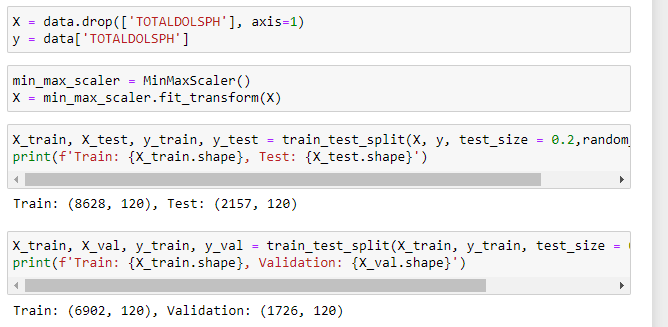 X = data.drop(['TOTALDOLSPH'], axis=1)
y = data['TOTALDOLSPH']
min_max_scaler = MinMaxScaler()
X = min_max_scaler.fit_transform(X)
X_train, X_test, y_train, y_test = train_test_split(X, y, test_size = 0.2,random_
print(f'Train: {X_train.shape}, Test: {X_test.shape}')
Train: (8628, 120), Test: (2157, 120)
X_train, X_val, y_train, y_val = train_test_split(X_train, y_train, test_size =
print(f'Train: {X_train.shape}, Validation: {X_val.shape}')
Train: (6902, 120), Validation: (1726, 120)